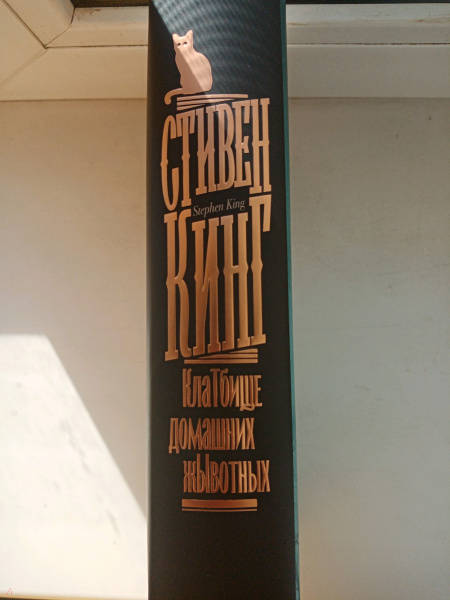 СТИВЕН
Stephen King
КИНГ
КлаТбище
домашних
жЫвотных